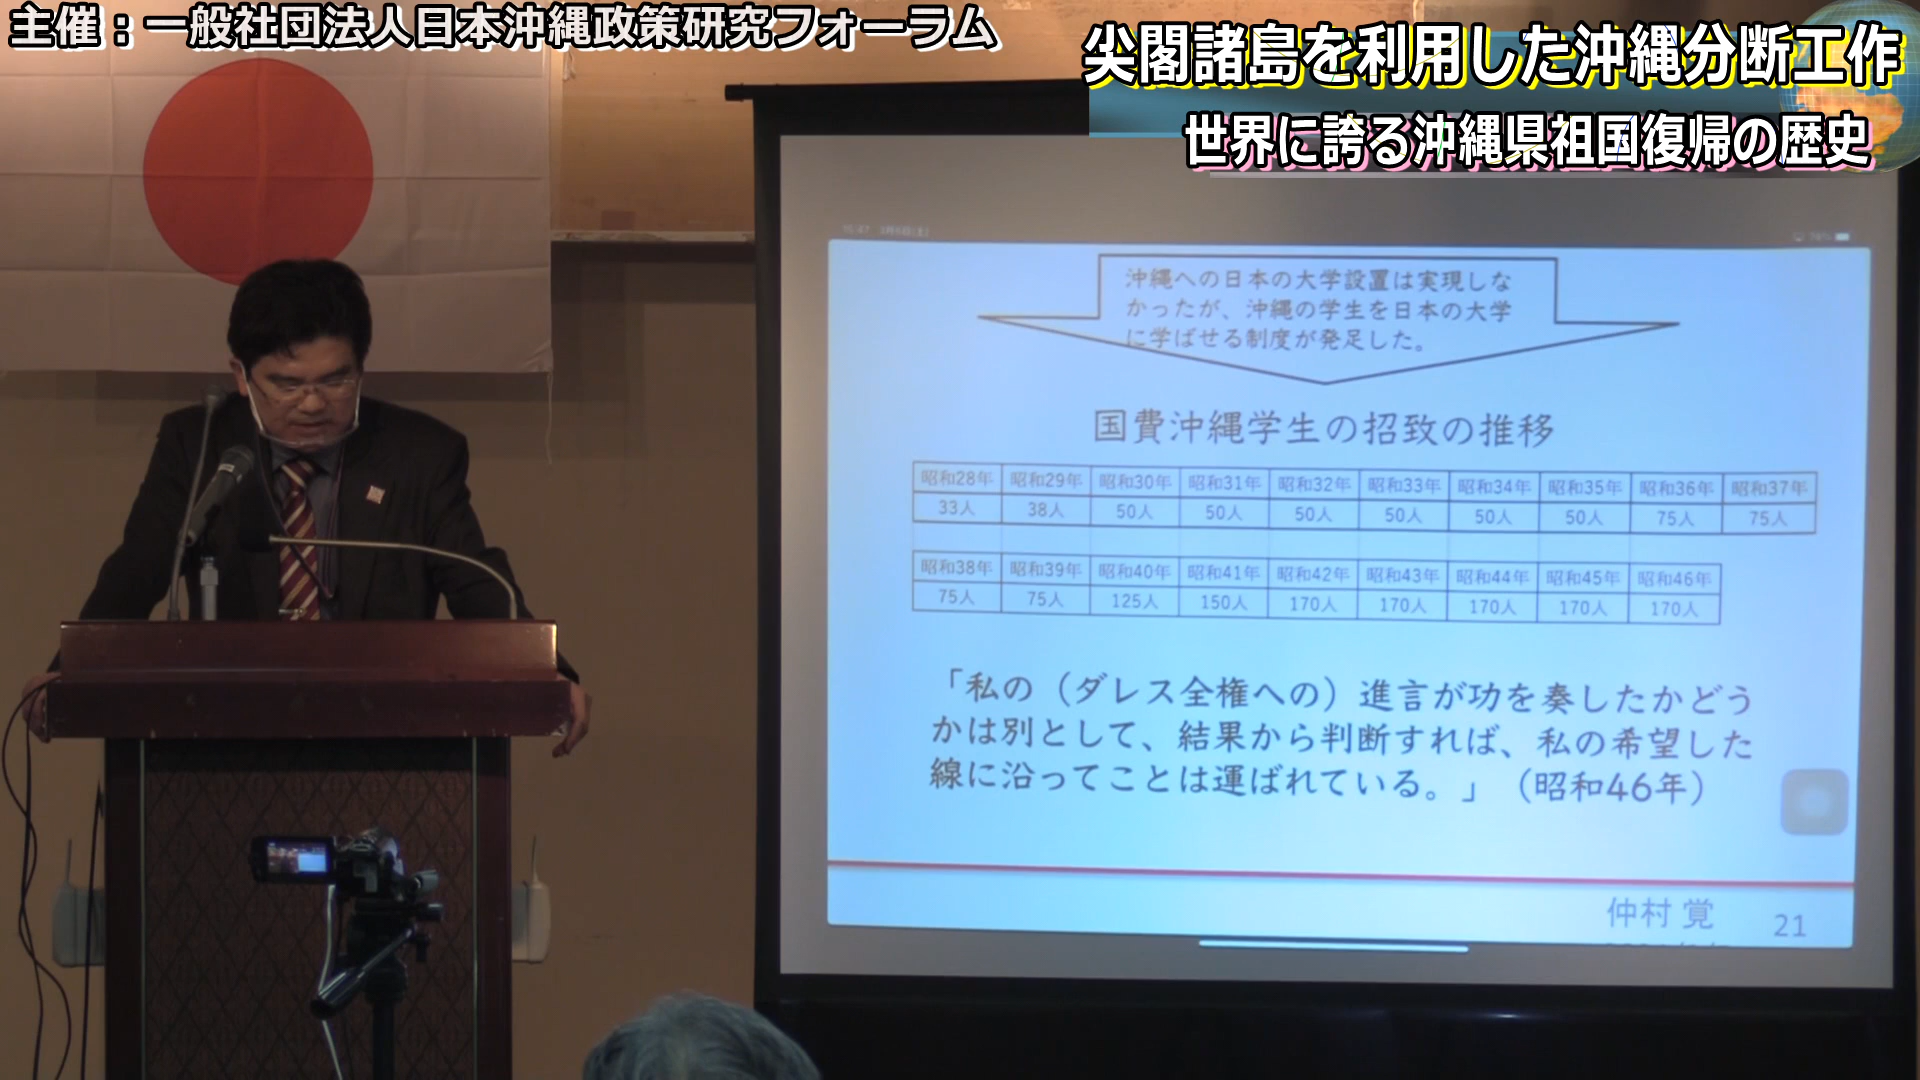 主催：一般社団法人日本沖縄政策研究フォーラム
尖閣諸島を利用した沖縄分断工作
世界に誇る沖縄県祖国復帰の歴史
沖縄への日本の大学設置は実現しな
かったが、沖縄の学生を日本の大学
に学ばせる制度が発足した。
国費沖縄学生の招致の推移
昭和28年 昭和29年 昭和30年 昭和31年 昭和32年 昭和33年 昭和34年 昭和35年 昭和36年 昭和37年
33人 38人 50人 50人 50人 50人 50人 50人 75人 75人
昭和38年 昭和39年 昭和40年 昭和41年 昭和42年 昭和43年 昭和44年 昭和45年 昭和46年
75人 75人 125人 150人 170人 170人 170人 170人 170人
「私の（ダレス全権への）進言が功を奏したかどう
かは別として、結果から判断すれば、私の希望した
線に沿ってことは運ばれている。」（昭和46年）
仲村 覚 21